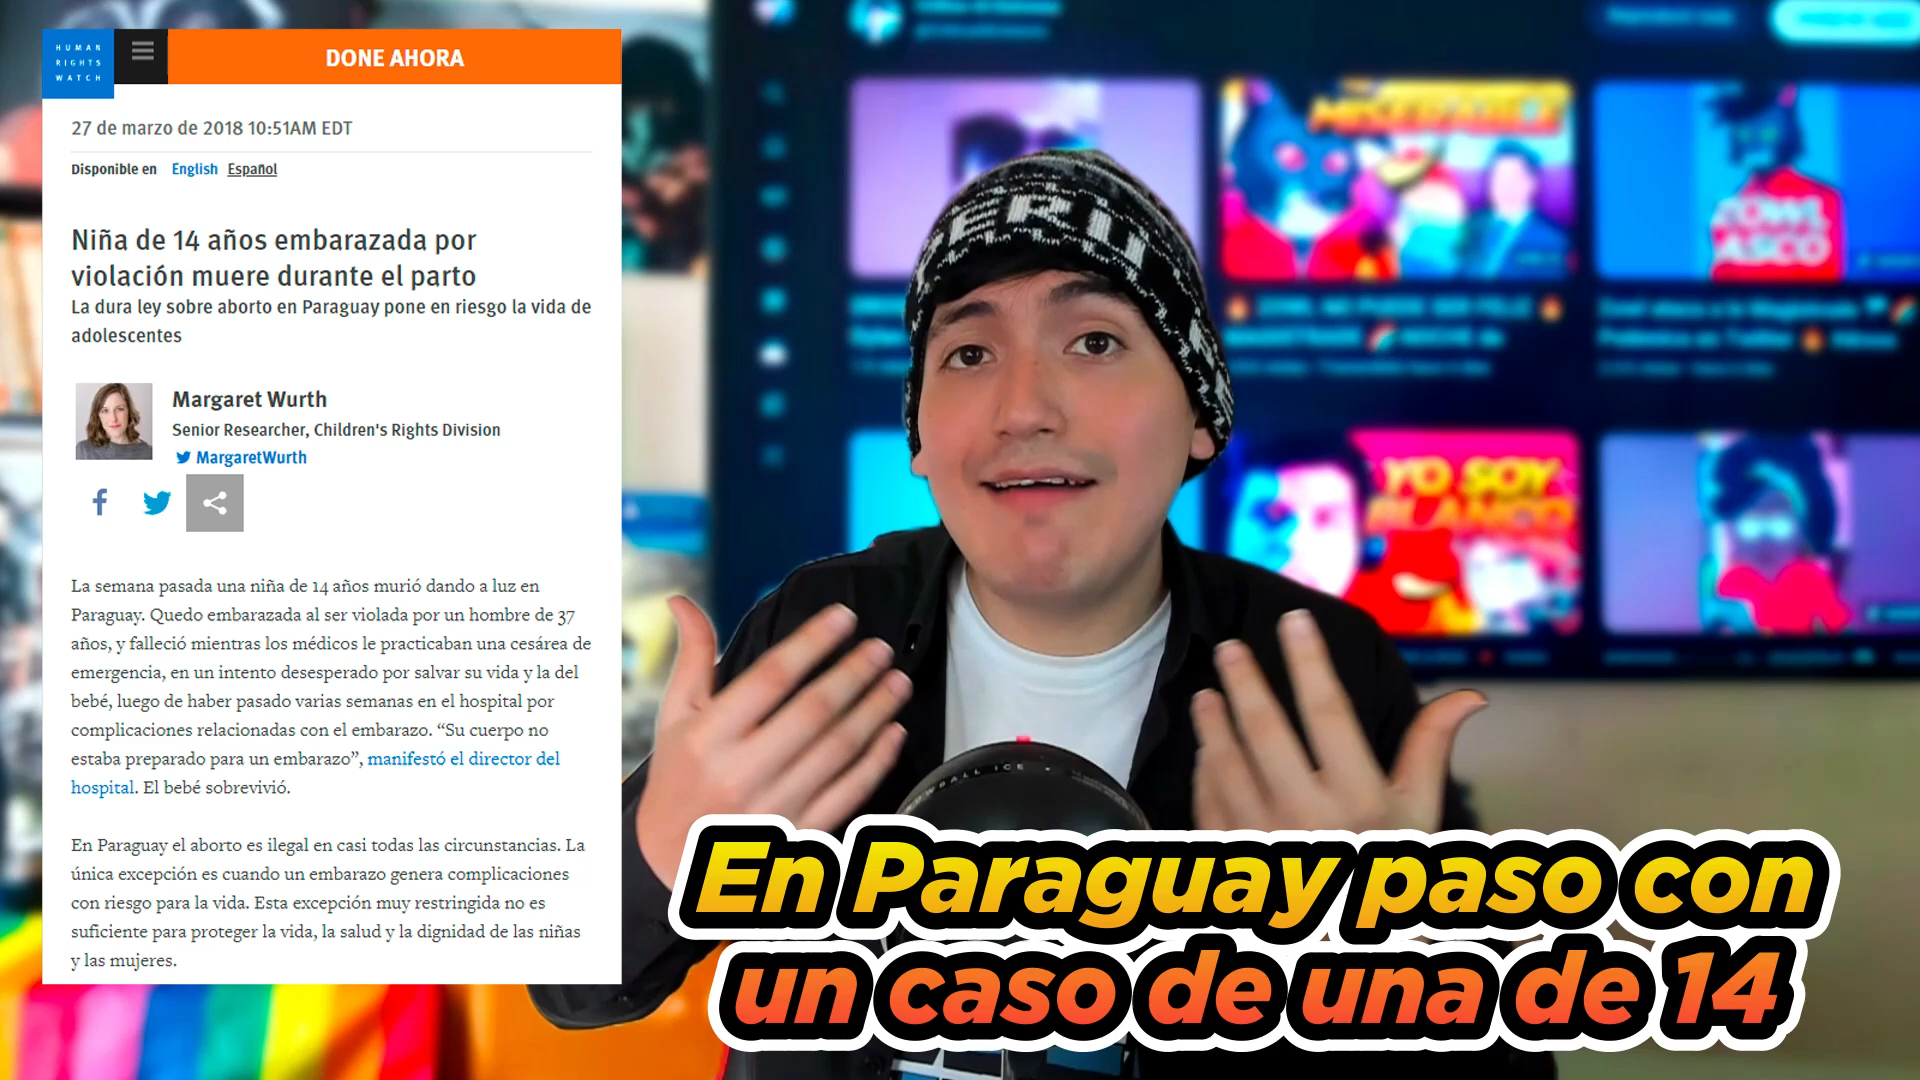 HUMAN
RIGHTS
WATCH
DONE AHORA
27 de marzo de 2018 10:51AM EDT
Disponible en English Español
Niña de 14 años embarazada por
violación muere durante el parto
La dura ley sobre aborto en Paraguay pone en riesgo la vida de
adolescentes
Margaret Wurth
Senior Researcher, Children's Rights Division
MargaretWurth
La semana pasada una niña de 14 años murió dando a luz en
Paraguay. Quedo embarazada al ser violada por un hombre de 37
años, y falleció mientras los médicos le practicaban una cesárea de
emergencia, en un intento desesperado por salvar su vida y la del
bebé, luego de haber pasado varias semanas en el hospital por
complicaciones relacionadas con el embarazo. “Su cuerpo no
estaba preparado para un embarazo”, manifestó el director del
hospital. El bebé sobrevivió.
En Paraguay el aborto es ilegal en casi todas las circunstancias. La
única excepción es cuando un embarazo genera complicaciones
con riesgo para la vida. Esta excepción muy restringida no es
suficiente para proteger la vida, la salud y la dignidad de las niñas
y las mujeres.
MISERABLE
YO SOY
BLANCO
ICE
En Paraguay paso con
un caso de una de 14